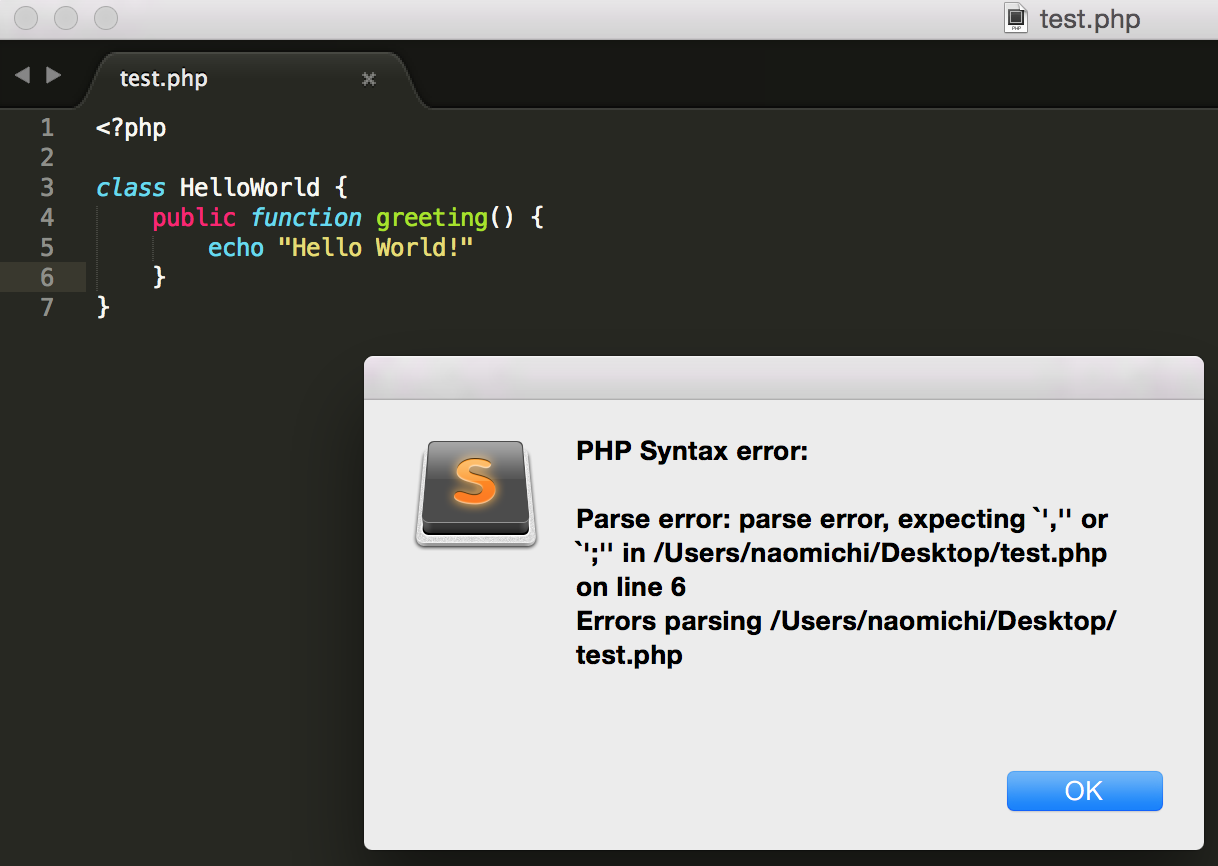 test.php
test.php
1 <?php
2
3 class HelloWorld {
4 public function greeting() {
5 echo "Hello World!"
6 }
7 }
PHP Syntax error:
S
Parse error: parse error, expecting `','' or
`';'' in /Users/naomichi/Desktop/test.php
on line 6
Errors parsing /Users/naomichi/Desktop/
test.php
OK